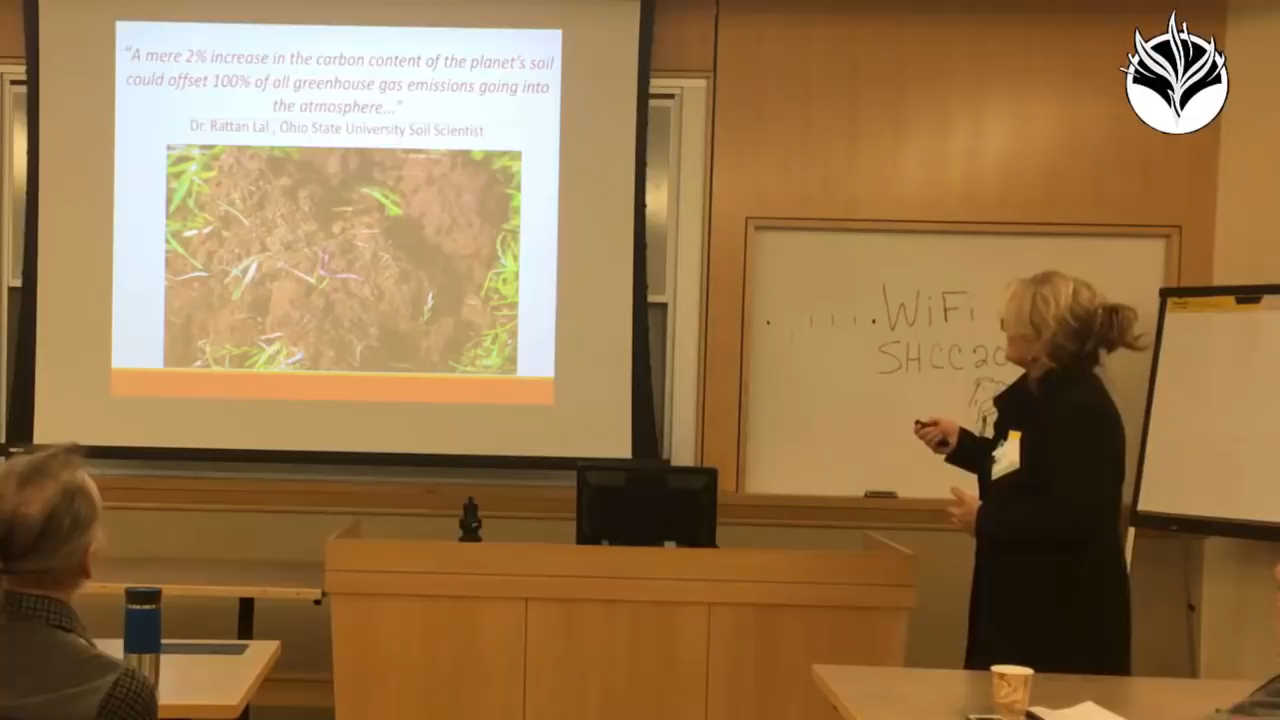 “A mere 2% increase in the carbon content of the planet's soil
could offset 100% of all greenhouse gas emissions going into
the atmosphere...”
Dr. Rattan Lal , Ohio State University Soil Scientist
WiFi
SHCC20